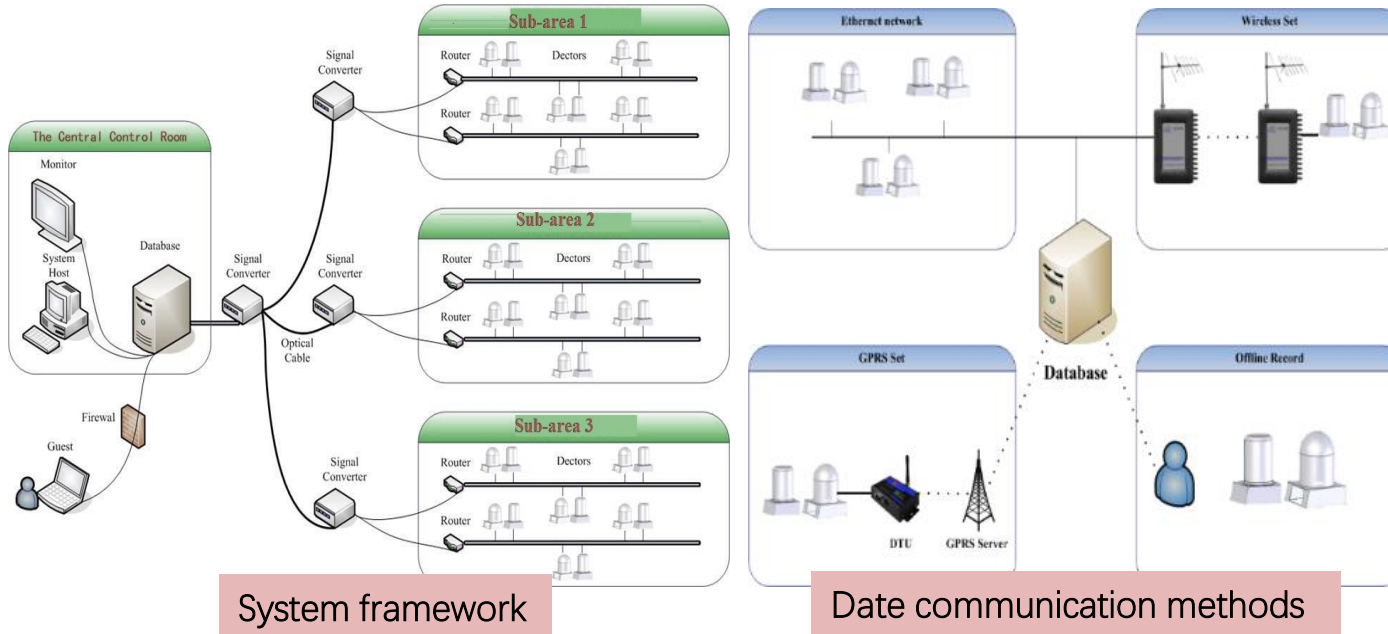 The Central Control Room
Monitor
System
Host
Database
Firewal
Guest
Signal
Converter
Optical
Cable
Signal
Converter
Signal
Converter
Signal
Converter
Sub-area 1
Router
Dectors
Router
Sub-area 2
Router
Dectors
Router
Sub-area 3
Router
Dectors
Router
System framework
Ethernet network
Wireless Set
Database
GPRS Set
DTU
GPRS Server
Offline Record
Date communication methods